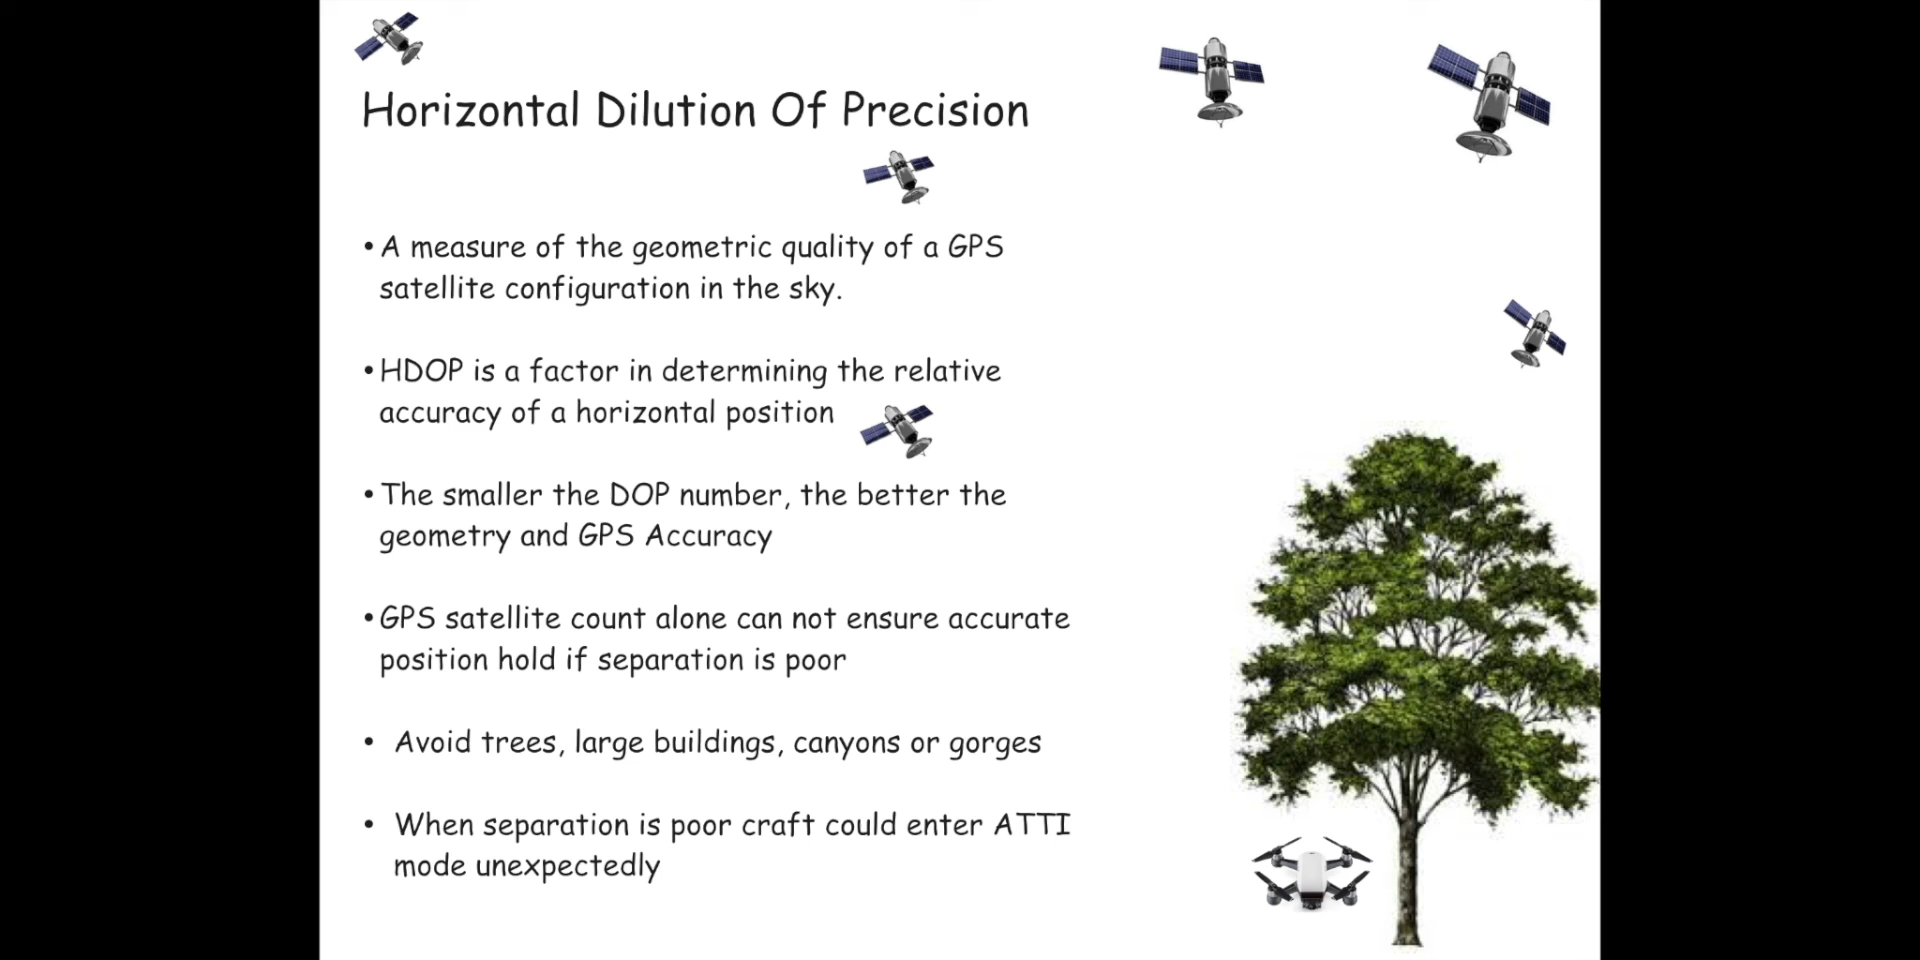 Horizontal Dilution Of Precision
• A measure of the geometric quality of a GPS
satellite configuration in the sky.
• HDOP is a factor in determining the relative
accuracy of a horizontal position
• The smaller the DOP number, the better the
geometry and GPS Accuracy
• GPS satellite count alone can not ensure accurate
position hold if separation is poor
• Avoid trees, large buildings, canyons or gorges
• When separation is poor craft could enter ATTI
mode unexpectedly